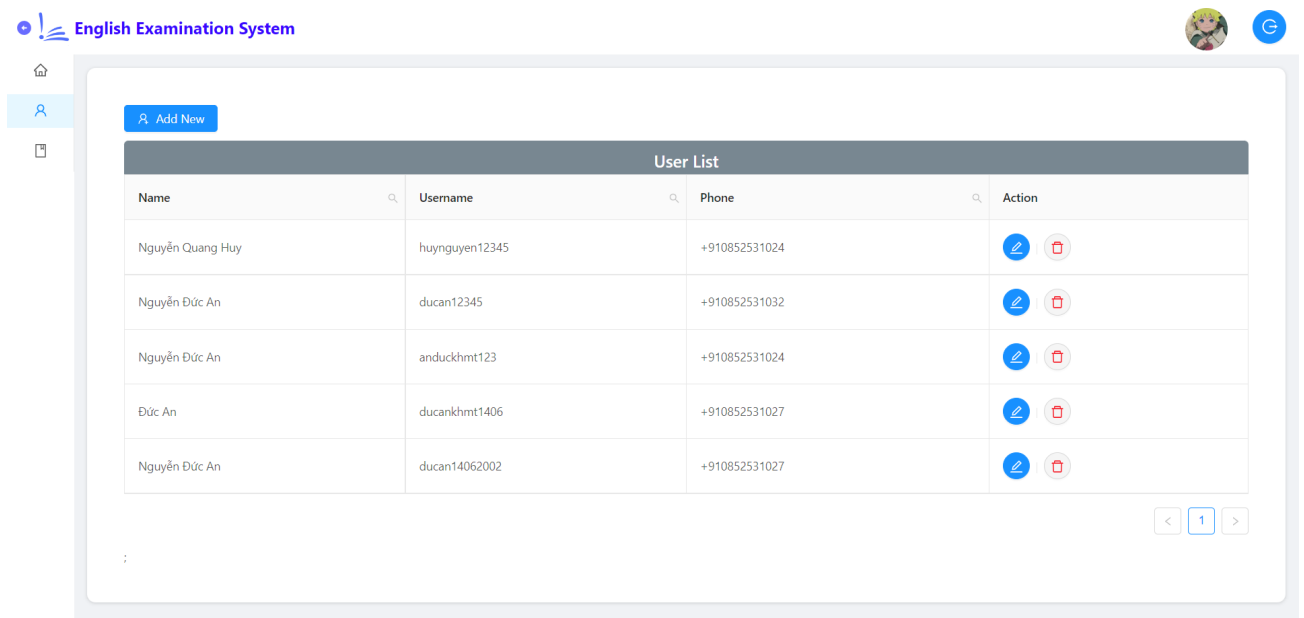 English Examination System
Add New
User List
Name Username Phone Action
Nguyễn Quang Huy huynguyen12345 +910852531024
Nguyễn Đức An ducan12345 +910852531032
Nguyễn Đức An anduckhmt123 +910852531024
Đức An ducankhmt1406 +910852531027
Nguyễn Đức An ducan14062002 +910852531027
< 1 >
;